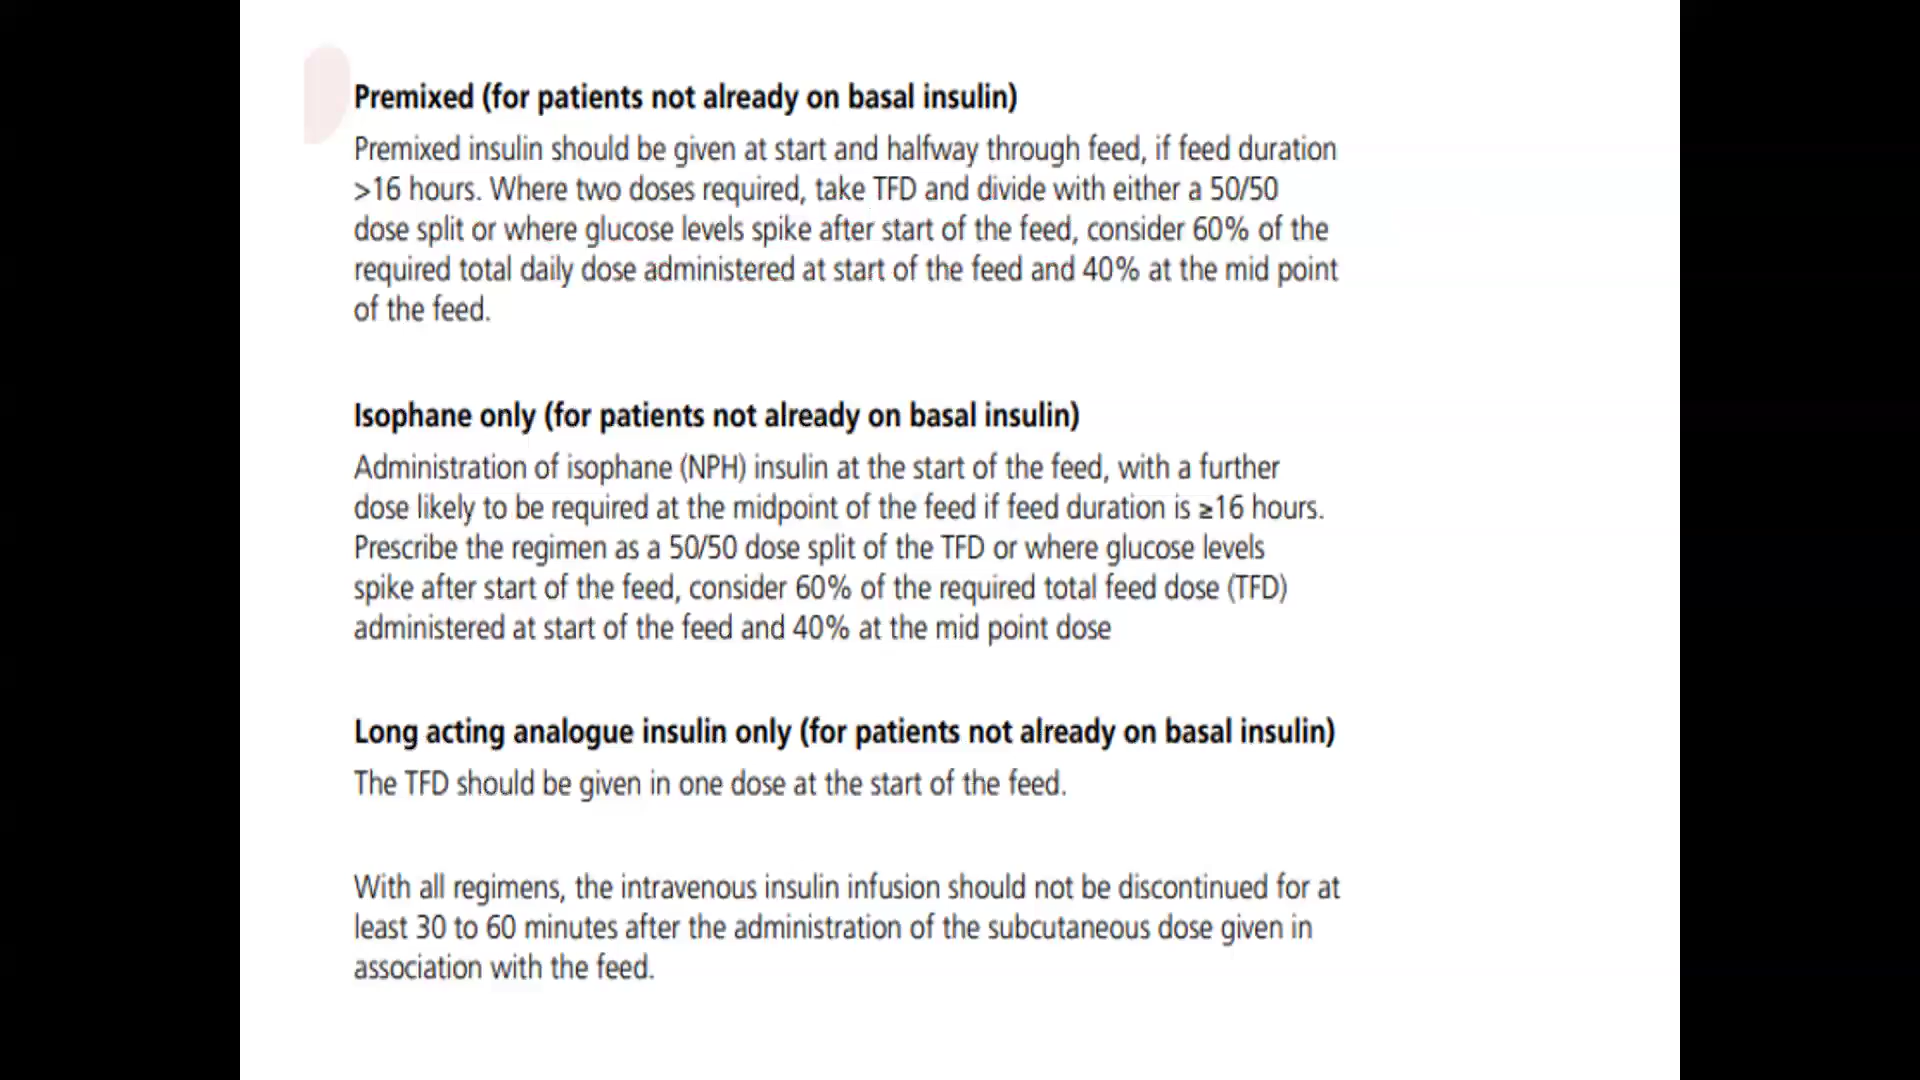 Premixed (for patients not already on basal insulin)
Premixed insulin should be given at start and halfway through feed, if feed duration
>16 hours. Where two doses required, take TFD and divide with either a 50/50
dose split or where glucose levels spike after start of the feed, consider 60% of the
required total daily dose administered at start of the feed and 40% at the mid point
of the feed.
Isophane only (for patients not already on basal insulin)
Administration of isophane (NPH) insulin at the start of the feed, with a further
dose likely to be required at the midpoint of the feed if feed duration is ≥16 hours.
Prescribe the regimen as a 50/50 dose split of the TFD or where glucose levels
spike after start of the feed, consider 60% of the required total feed dose (TFD)
administered at start of the feed and 40% at the mid point dose
Long acting analogue insulin only (for patients not already on basal insulin)
The TFD should be given in one dose at the start of the feed.
With all regimens, the intravenous insulin infusion should not be discontinued for at
least 30 to 60 minutes after the administration of the subcutaneous dose given in
association with the feed.